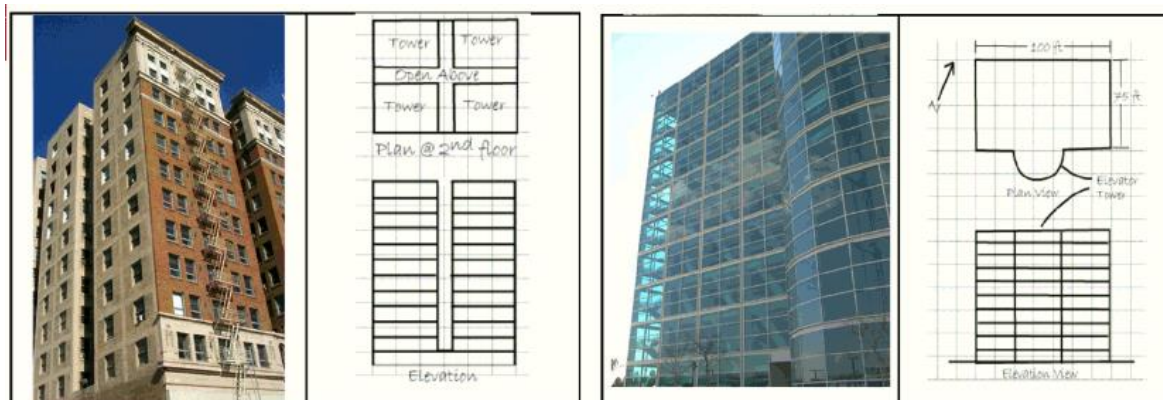 Tower Tower
Open Above
Tower Tower
Plan @ 2nd floor
Elevation
100 ft
75 ft
N
Plan View
Elevator
Tower
Elevation View